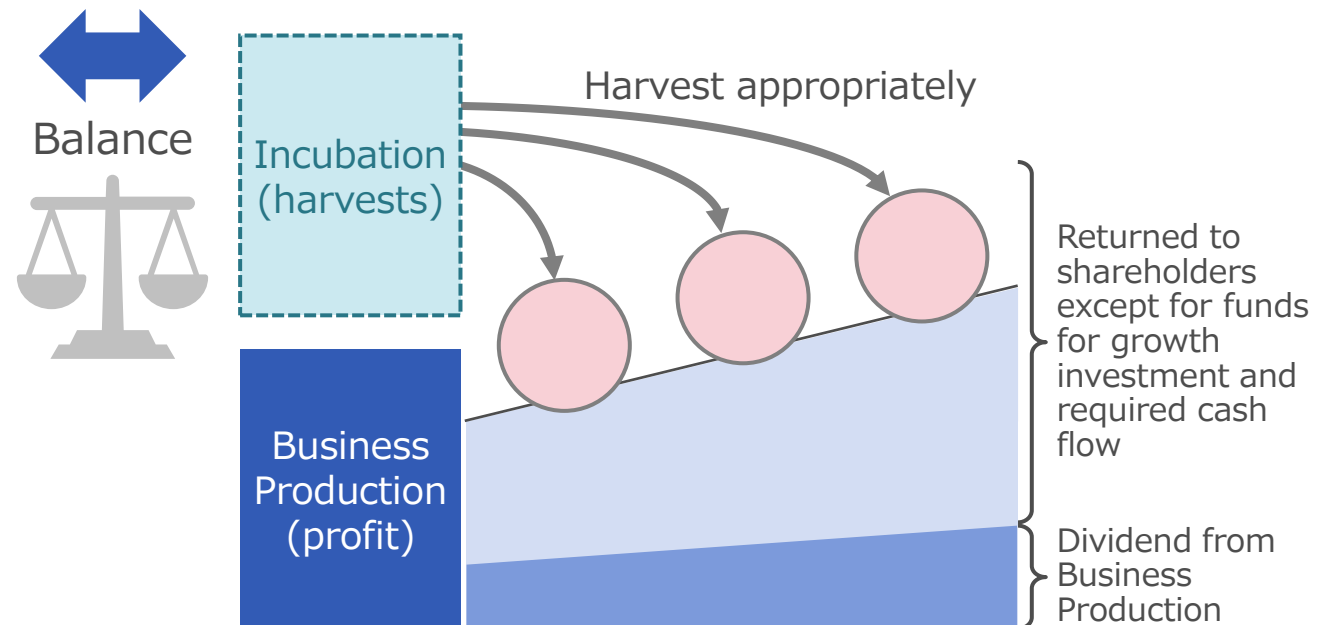 Balance
Incubation
(harvests)
Harvest appropriately
Business
Production
(profit)
Returned to
shareholders
except for funds
for growth
investment and
required cash
flow
Dividend from
Business
Production